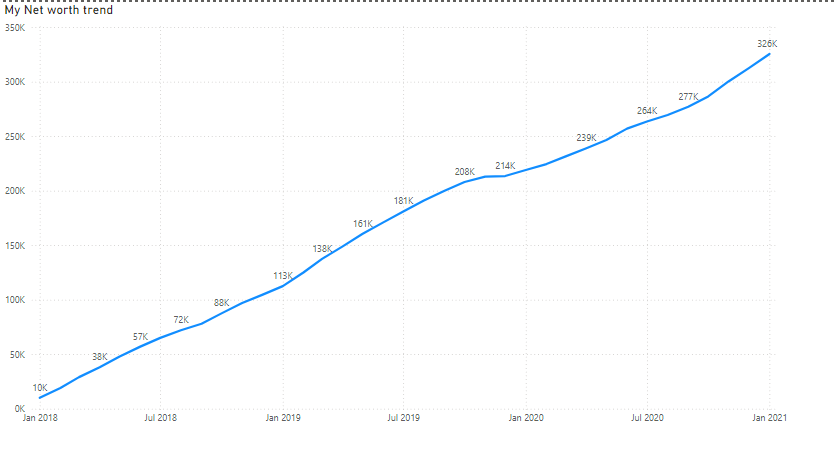 My Net worth trend
350K
326K
300K
277K
264K
250K
239K
214K
208K
200K
181K
161K
150K
138K
113K
100K
88K
72K
57K
50K
38K
10K
0K
Jan 2018 Jul 2018 Jan 2019 Jul 2019 Jan 2020 Jul 2020 Jan 2021